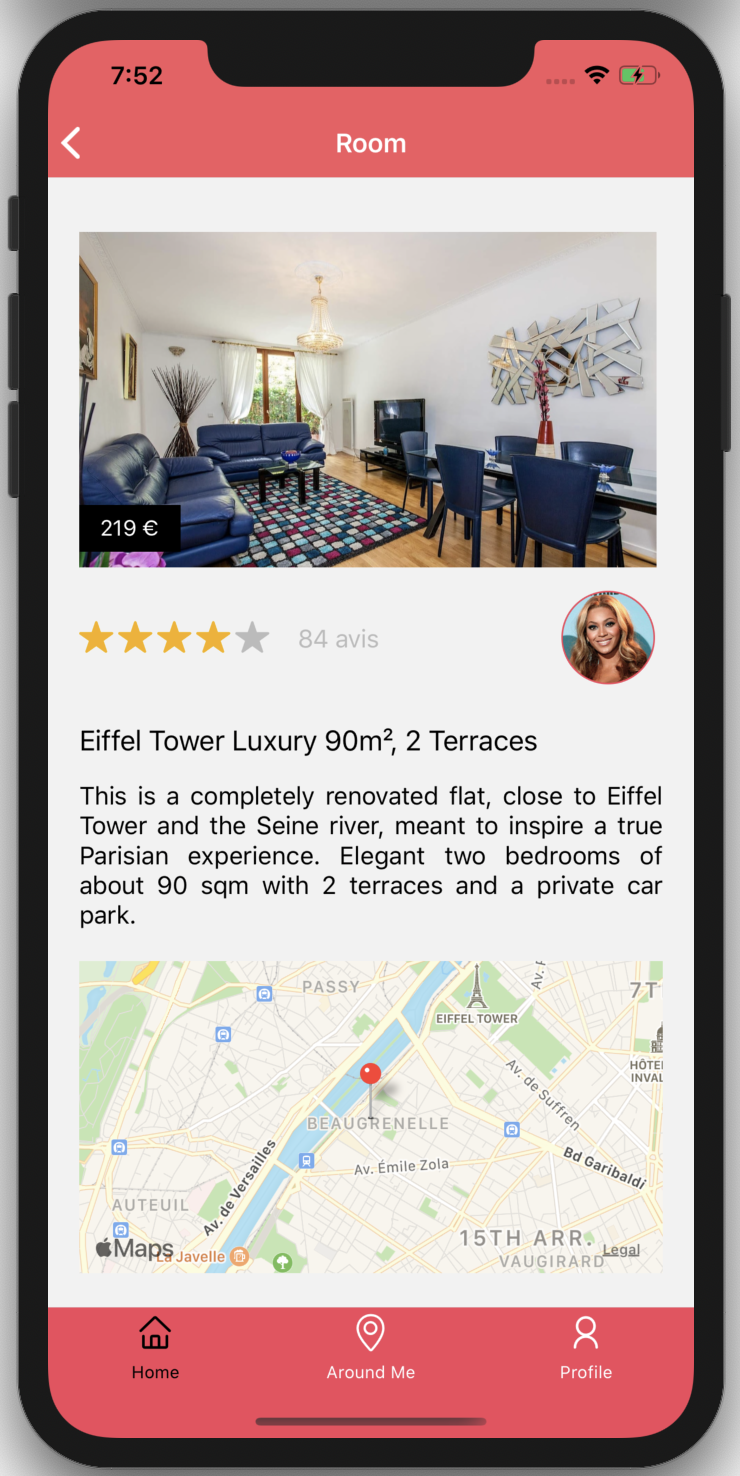 7:52
Room
219 €
84 avis
Eiffel Tower Luxury 90m², 2 Terraces
This is a completely renovated flat, close to Eiffel
Tower and the Seine river, meant to inspire a true
Parisian experience. Elegant two bedrooms of
about 90 sqm with 2 terraces and a private car
park.
PASSY
Av.
7T
EIFFEL TOWER
HÔTE
INVAL
Av. de Suffren
BEAUGRENELLE
Bd Garibaldi
Av. Émile Zola
Av. de Versailles
AUTEUIL
15TH ARR.
Maps
La Javelle
Legal
VAUGIRARD
Home
Around Me
Profile